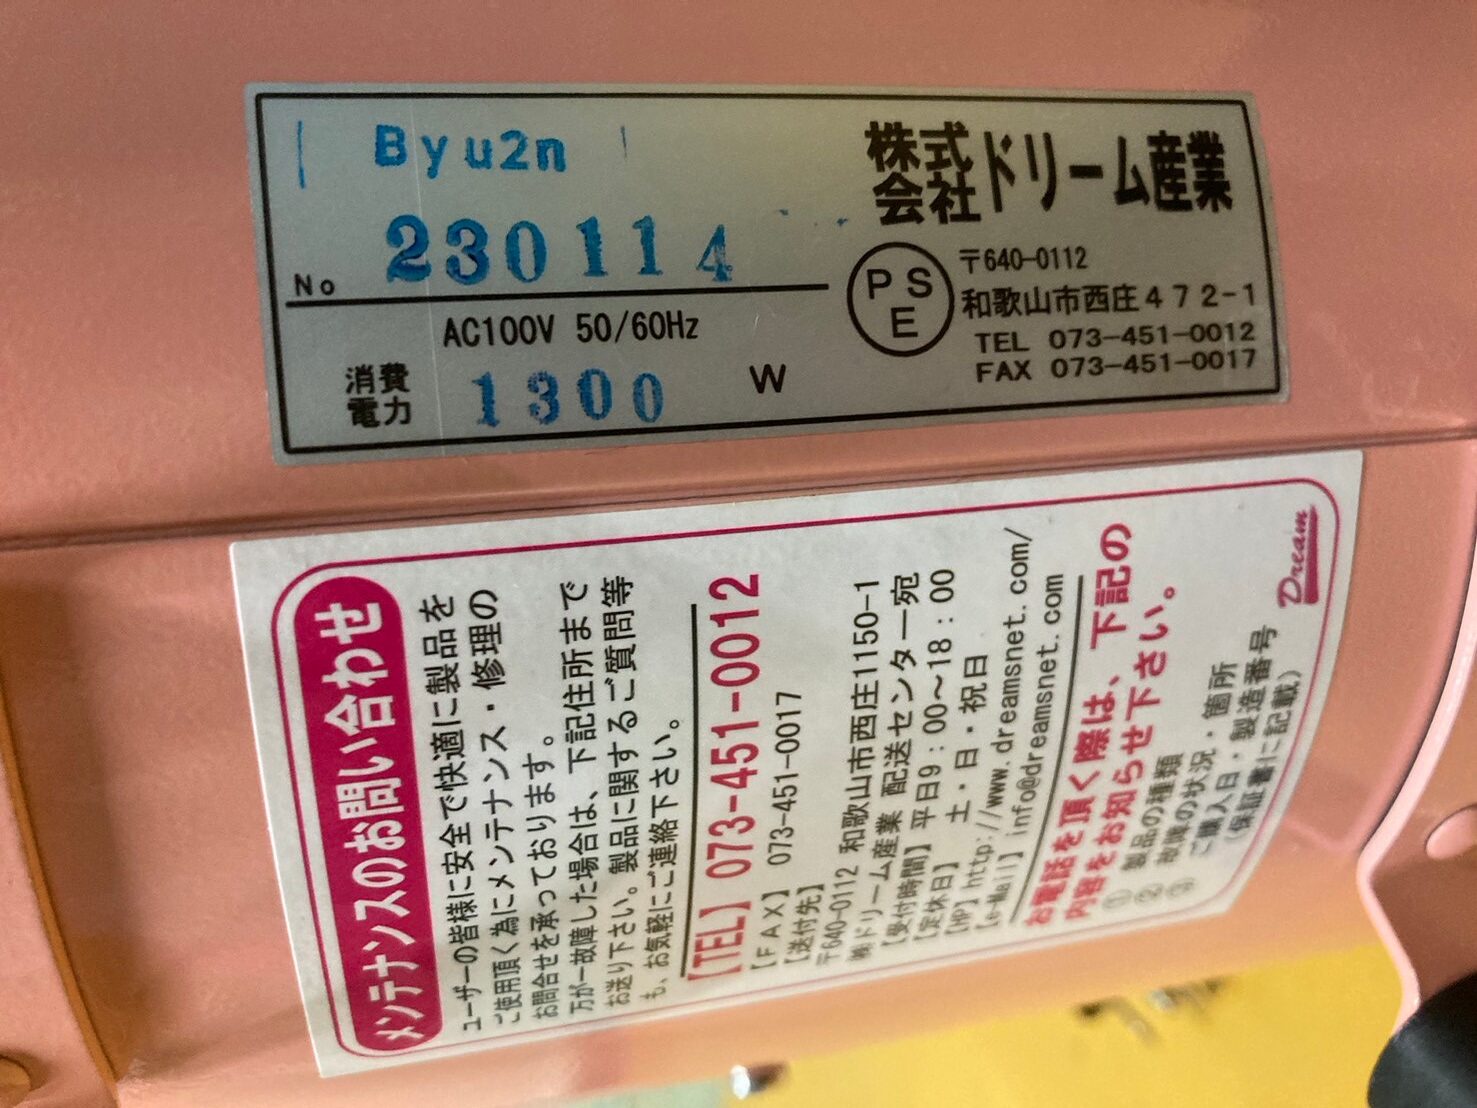 Byu2n
No 230114
AC100V 50/60Hz
消費電力 1300 W
株式会社ドリーム産業
PSE
〒640-0112
和歌山市西庄472-1
TEL 073-451-0012
FAX 073-451-0017
メンテナンスのお問い合わせ
ユーザーの皆様に安全で快適に製品を
ご使用頂く為にメンテナンス・修理の
お問合せを承っております。
万が一故障した場合は、下記住所まで
お送り下さい。製品に関するご質問等
も、お気軽にご連絡下さい。
【TEL】073-451-0012
【FAX】073-451-0017
【送付先】
〒640-0112 和歌山市西庄1150-1
㈱ドリーム産業 配送センター宛
【受付時間】平日9:00～18:00
【定休日】土・日・祝日
【HP】http://www.dreamsnet.com/
【e-Mail】info@dreamsnet.com
お電話を頂く際は、下記の
内容をお知らせ下さい。
① 製品の種類
② 故障の状況・箇所
③ ご購入日・製造番号
(保証書に記載)
Dream